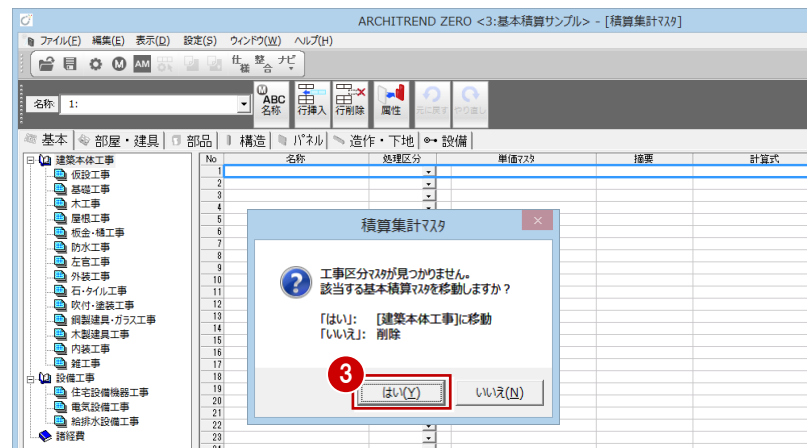 ARCHITREND ZERO <3:基本積算サンプル> - [積算集計ﾏｽﾀ]
ファイル(F) 編集(E) 表示(D) 設定(S) ウィンドウ(W) ヘルプ(H)
AM 仕様 整合 ナビ
名称 1: ABC 名称 行挿入 行削除 属性 元に戻す やり直し
基本 部屋・建具 部品 構造 ﾊﾟﾈﾙ 造作・下地 設備
No 名称 処理区分 単価ﾏｽﾀ 摘要 計算式
建築本体工事
仮設工事
基礎工事
木工事
屋根工事
板金・樋工事
防水工事
左官工事
外装工事
石・タイル工事
吹付・塗装工事
鋼製建具・ガラス工事
木製建具工事
内装工事
雑工事
設備工事
住宅設備機器工事
電気設備工事
給排水設備工事
諸経費
1
2
3
4
5
6
7
8
9
10
11
12
13
14
15
16
17
18
19
20
21
22
23
24
積算集計ﾏｽﾀ
工事区分ﾏｽﾀが見つかりません。
該当する基本積算ﾏｽﾀを移動しますか？
「はい」: [建築本体工事]に移動
「いいえ」: 削除
3
はい(Y) いいえ(N)